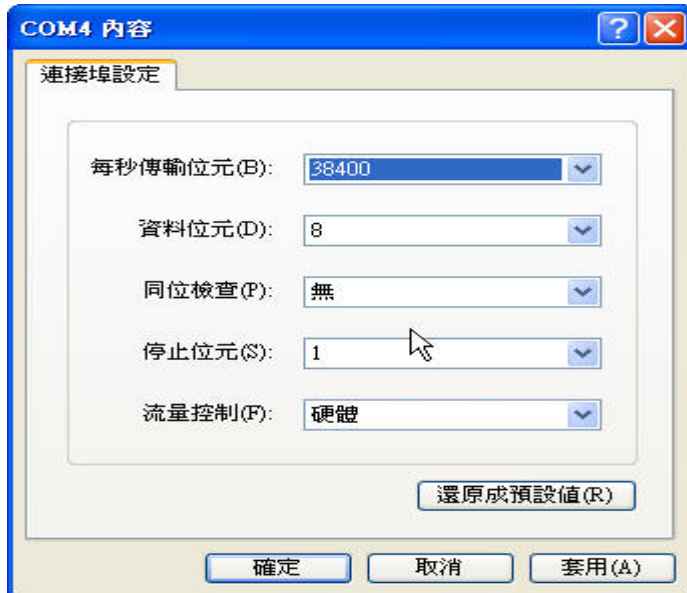 COM4 內容
連接埠設定
每秒傳輸位元(B): 38400
資料位元(D): 8
同位檢查(P): 無
停止位元(S): 1
流量控制(F): 硬體
還原成預設值(R)
確定 取消 套用(A)